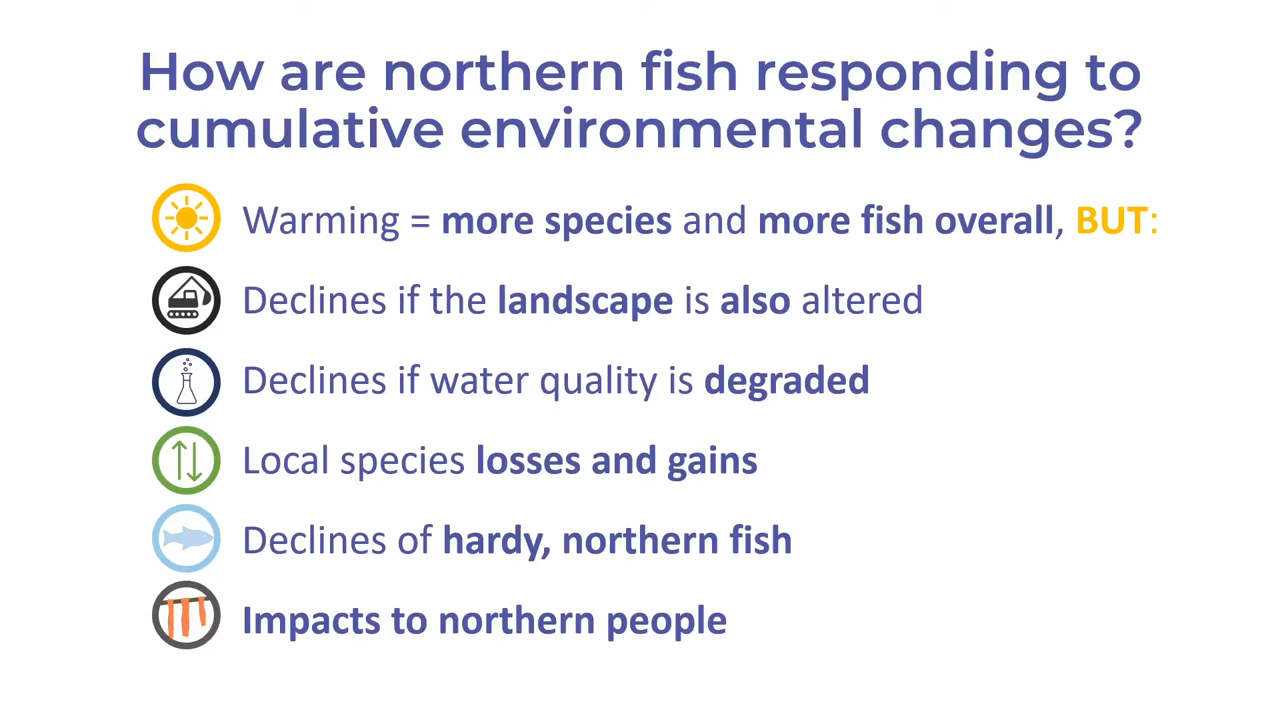 How are northern fish responding to
cumulative environmental changes?
Warming = more species and more fish overall, BUT:
Declines if the landscape is also altered
Declines if water quality is degraded
Local species losses and gains
Declines of hardy, northern fish
Impacts to northern people